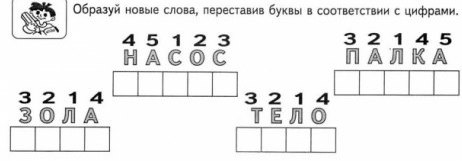 Образуй новые слова, переставив буквы в соответствии с цифрами.
4 5 1 2 3
НАСОС
3 2 1 4 5
ПАЛКА
3 2 1 4
ЗОЛА
3 2 1 4
ТЕЛО